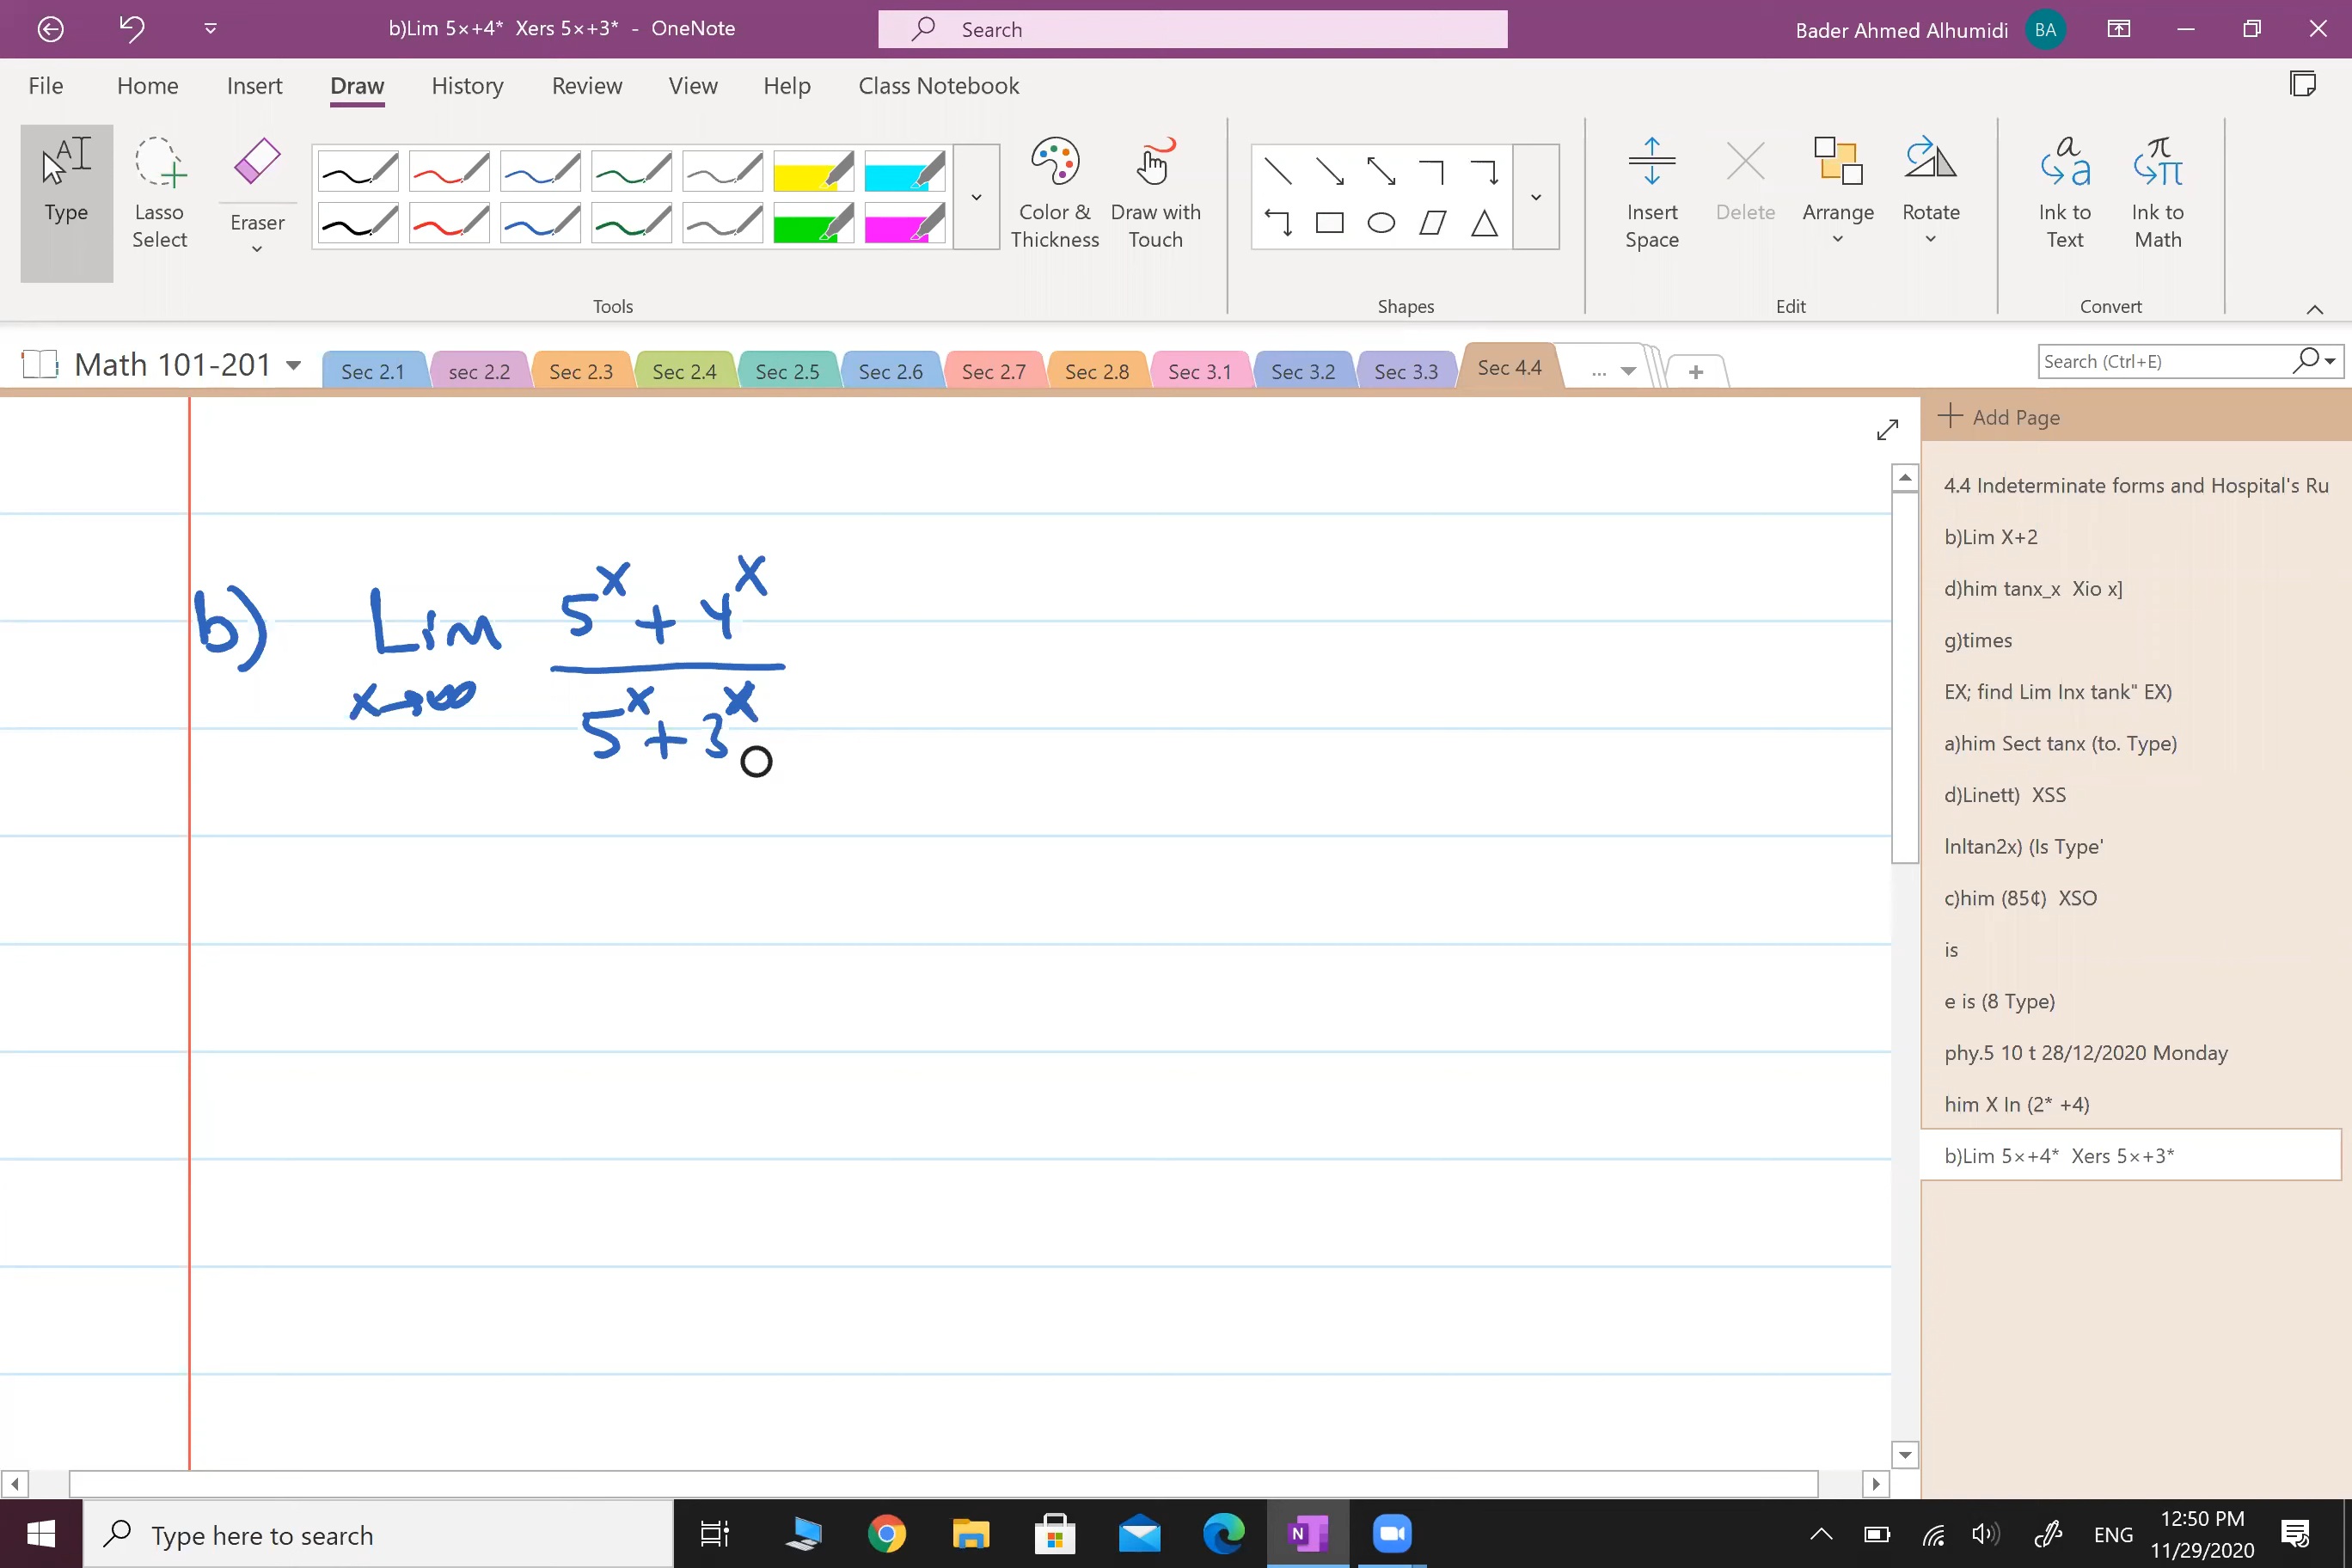 b)Lim 5×+4* Xers 5×+3* - OneNote
Search
Bader Ahmed Alhumidi BA
File Home Insert Draw History Review View Help Class Notebook
Type
Lasso Select
Eraser
Color & Thickness
Draw with Touch
Insert Space
Delete
Arrange
Rotate
Ink to Text
Ink to Math
Tools
Shapes
Edit
Convert
Math 101-201
Sec 2.1 sec 2.2 Sec 2.3 Sec 2.4 Sec 2.5 Sec 2.6 Sec 2.7 Sec 2.8 Sec 3.1 Sec 3.2 Sec 3.3 Sec 4.4 ...
Search (Ctrl+E)
b) Lim x→∞ (5^x + 4^x) / (5^x + 3^x)
Add Page
4.4 Indeterminate forms and Hospital's Ru
b)Lim X+2
d)him tanx_x Xio x]
g)times
EX; find Lim Inx tank" EX)
a)him Sect tanx (to. Type)
d)Linett) XSS
Inltan2x) (Is Type'
c)him (85¢) XSO
is
e is (8 Type)
phy.5 10 t 28/12/2020 Monday
him X In (2* +4)
b)Lim 5×+4* Xers 5×+3*
Type here to search
ENG
12:50 PM
11/29/2020